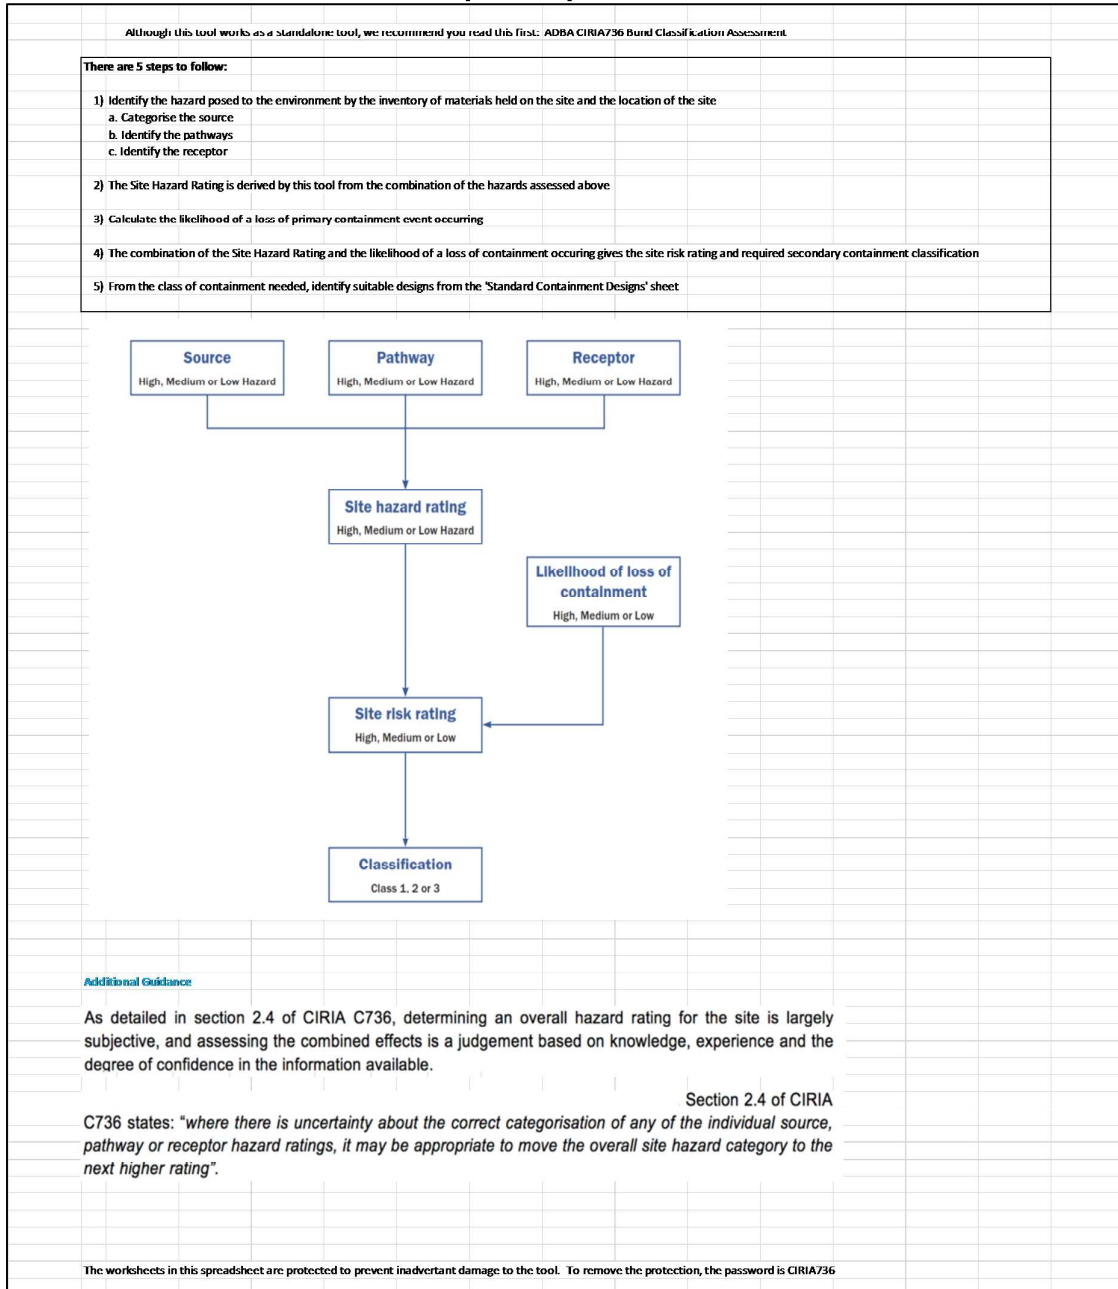 Although this tool works as a standalone tool, we recommend you read this first: ADBA CIRIA736 Bund Classification Assessment
There are 5 steps to follow:
1) Identify the hazard posed to the environment by the inventory of materials held on the site and the location of the site
a. Categorise the source
b. Identify the pathways
c. Identify the receptor
2) The Site Hazard Rating is derived by this tool from the combination of the hazards assessed above
3) Calculate the likelihood of a loss of primary containment event occurring
4) The combination of the Site Hazard Rating and the likelihood of a loss of containment occuring gives the site risk rating and required secondary containment classification
5) From the class of containment needed, identify suitable designs from the 'Standard Containment Designs' sheet
Source
High, Medium or Low Hazard
Pathway
High, Medium or Low Hazard
Receptor
High, Medium or Low Hazard
Site hazard rating
High, Medium or Low Hazard
Likelihood of loss of
containment
High, Medium or Low
Site risk rating
High, Medium or Low
Classification
Class 1, 2 or 3
Additional Guidance
As detailed in section 2.4 of CIRIA C736, determining an overall hazard rating for the site is largely
subjective, and assessing the combined effects is a judgement based on knowledge, experience and the
degree of confidence in the information available.
Section 2.4 of CIRIA
C736 states: "where there is uncertainty about the correct categorisation of any of the individual source,
pathway or receptor hazard ratings, it may be appropriate to move the overall site hazard category to the
next higher rating".
The worksheets in this spreadsheet are protected to prevent inadvertant damage to the tool. To remove the protection, the password is CIRIA736